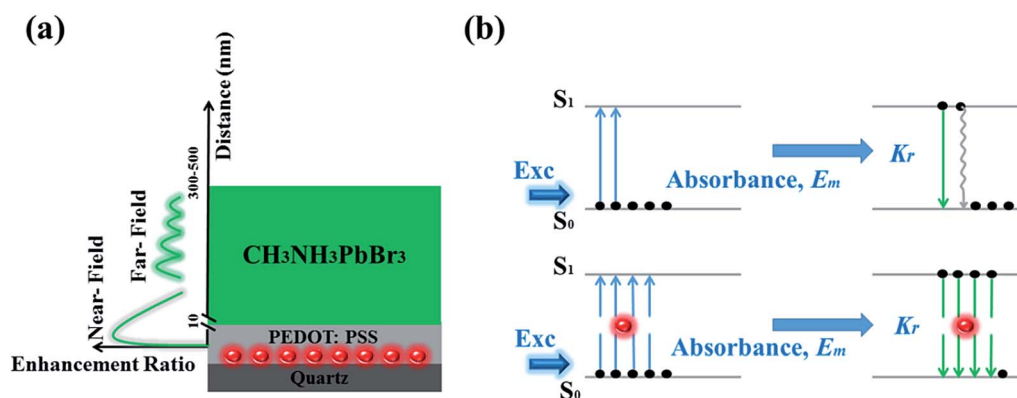 (a)
Distance (nm)
300-500
10
Far- Field
Near-Field
Enhancement Ratio
CH3NH3PbBr3
PEDOT: PSS
Quartz
(b)
S1
Exc
S0
Absorbance, Em
Kr
S1
Exc
S0
Absorbance, Em
Kr